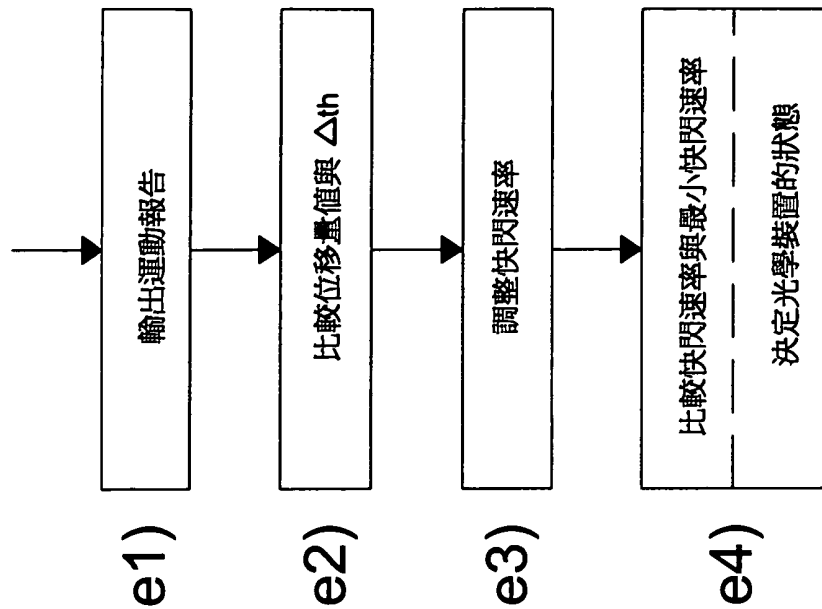 e1)
輸出運動報告
e2)
比較位移量值與 Δth
e3)
調整快閃速率
e4)
比較快閃速率與最小快閃速率
決定光學裝置的狀態